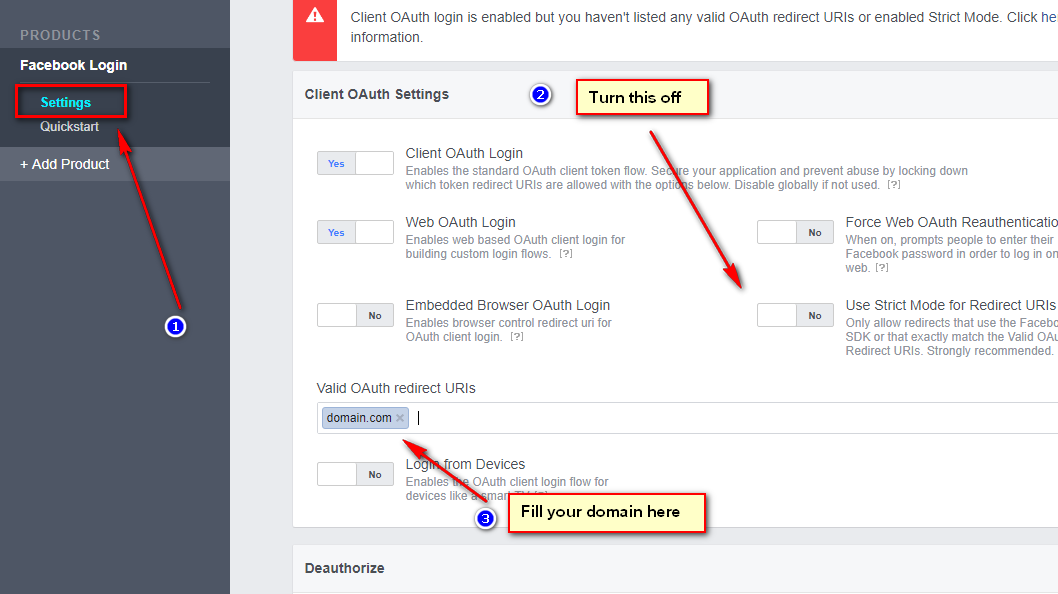 PRODUCTS
Facebook Login
Settings
Quickstart
+ Add Product
1
Client OAuth login is enabled but you haven't listed any valid OAuth redirect URIs or enabled Strict Mode. Click he
information.
Client OAuth Settings
2
Turn this off
Yes
Client OAuth Login
Enables the standard OAuth client token flow. Secure your application and prevent abuse by locking down
which token redirect URIs are allowed with the options below. Disable globally if not used. [?]
Yes
Web OAuth Login
Enables web based OAuth client login for
building custom login flows. [?]
No
Force Web OAuth Reauthenticatio
When on, prompts people to enter their
Facebook password in order to log in on
web. [?]
No
Embedded Browser OAuth Login
Enables browser control redirect uri for
OAuth client login. [?]
No
Use Strict Mode for Redirect URIs
Only allow redirects that use the Facebo
SDK or that exactly match the Valid OAu
Redirect URIs. Strongly recommended.
Valid OAuth redirect URIs
domain.com ×
No
Login from Devices
Enables the OAuth client login flow for
devices like a smart TV [?]
3
Fill your domain here
Deauthorize